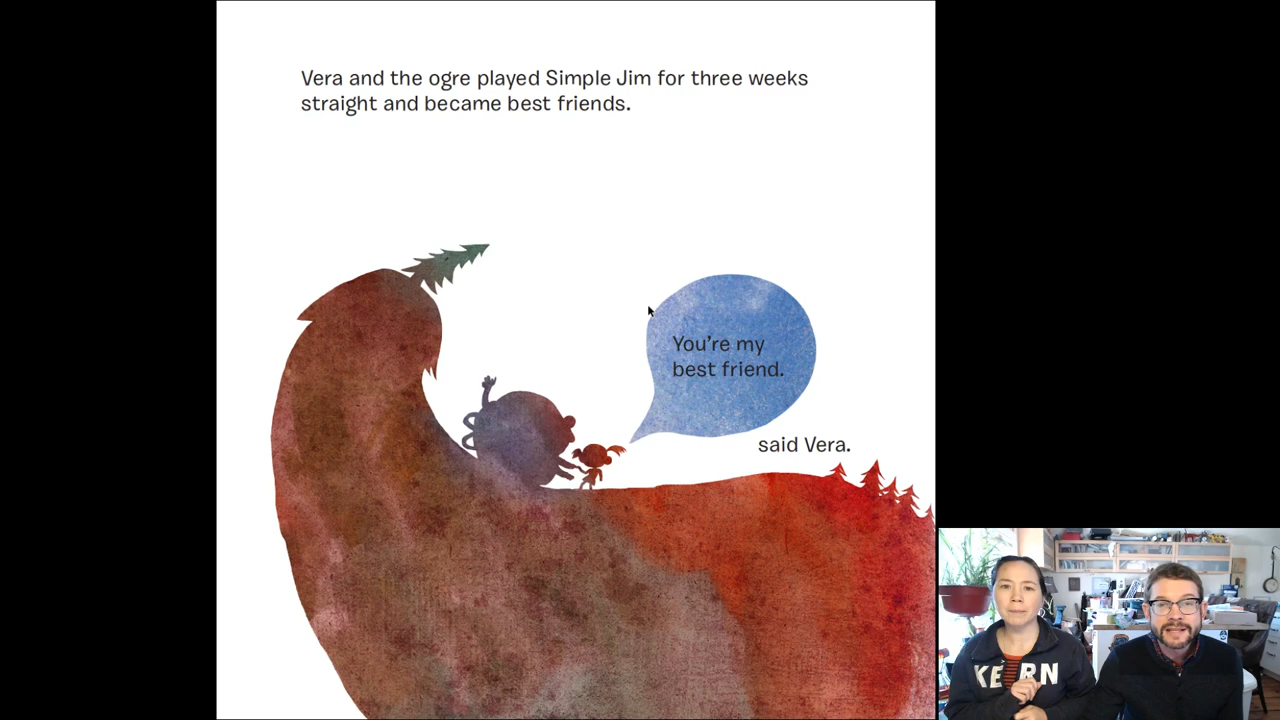 Vera and the ogre played Simple Jim for three weeks
straight and became best friends.
You're my
best friend.
said Vera.
KERN